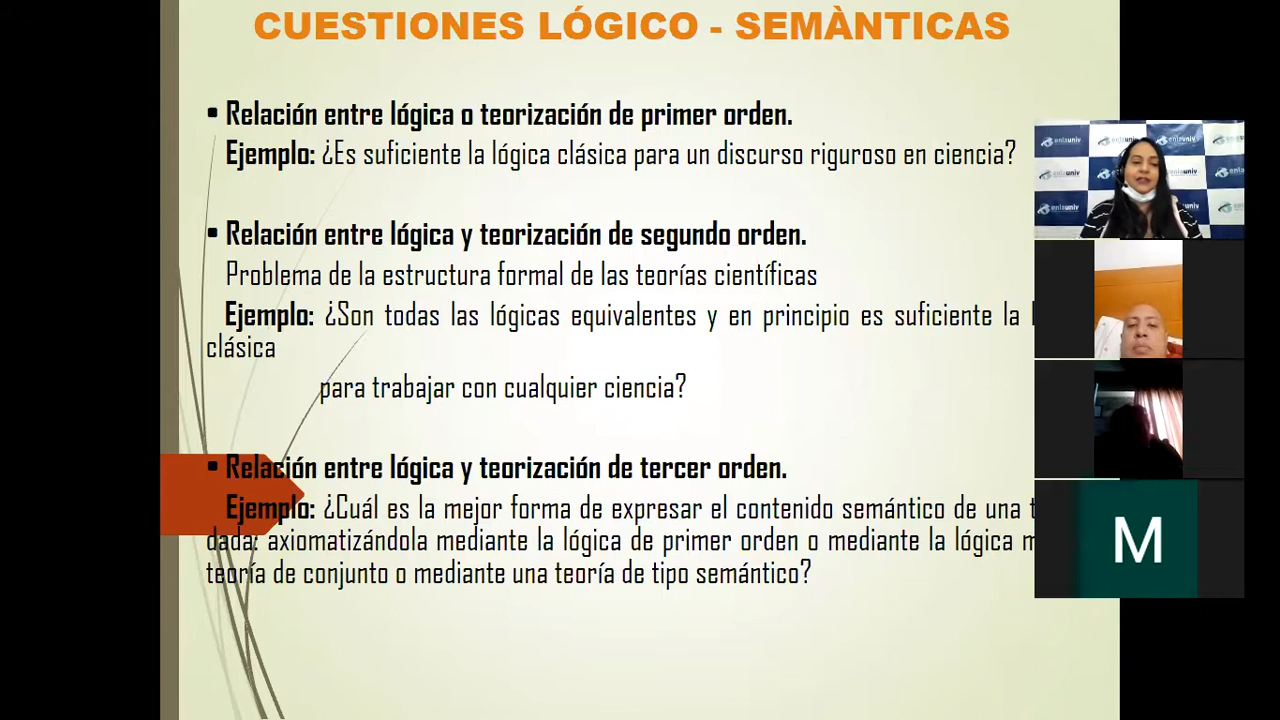 CUESTIONES LÓGICO - SEMÀNTICAS
• Relación entre lógica o teorización de primer orden.
Ejemplo: ¿Es suficiente la lógica clásica para un discurso riguroso en ciencia?
• Relación entre lógica y teorización de segundo orden.
Problema de la estructura formal de las teorías científicas
Ejemplo: ¿Son todas las lógicas equivalentes y en principio es suficiente la
clásica
para trabajar con cualquier ciencia?
• Relación entre lógica y teorización de tercer orden.
Ejemplo: ¿Cuál es la mejor forma de expresar el contenido semántico de una
dada: axiomatizándola mediante la lógica de primer orden o mediante la lógica
teoría de conjunto o mediante una teoría de tipo semántico?
enlauniv
M